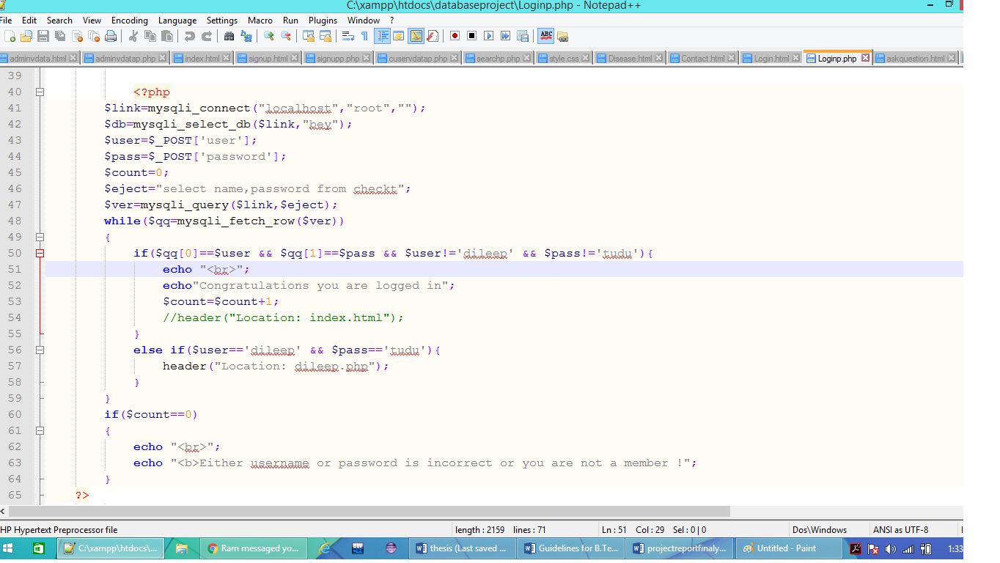 C:\xampp\htdocs\databaseproject\Loginp.php - Notepad++
File Edit Search View Encoding Language Settings Macro Run Plugins Window ?
ABC
adminvdata.html adminvdatap.php index.html signup.html signupp.php cuservdatap.php searchp.php style.css Disease.html Contact.html Login.html Loginp.php askquestion.html
39
40 <?php
41 $link=mysqli_connect("localhost","root","");
42 $db=mysqli_select_db($link,"bey");
43 $user=$_POST['user'];
44 $pass=$_POST['password'];
45 $count=0;
46 $eject="select name,password from checkt";
47 $ver=mysqli_query($link,$eject);
48 while($qq=mysqli_fetch_row($ver))
49 {
50 if($qq[0]==$user && $qq[1]==$pass && $user!='dileep' && $pass!='tudu'){
51 echo "<br>";
52 echo"Congratulations you are logged in";
53 $count=$count+1;
54 //header("Location: index.html");
55 }
56 else if($user=='dileep' && $pass=='tudu'){
57 header("Location: dileep.php");
58 }
59 }
60 if($count==0)
61 {
62 echo "<br>";
63 echo "<b>Either username or password is incorrect or you are not a member !";
64 }
65 ?>
HP Hypertext Preprocessor file length : 2159 lines : 71 Ln : 51 Col : 29 Sel : 0 | 0 Dos\Windows ANSI as UTF-8
C:\xampp\htdocs\... Ram messaged yo... thesis (Last saved ... Guidelines for B.Te... projectreportfinaly... Untitled - Paint 1:33